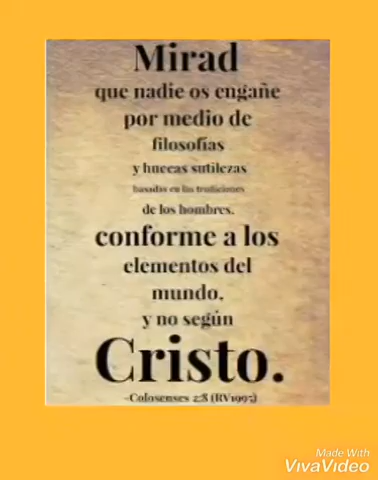 Mirad
que nadie os engañe
por medio de
filosofías
y huecas sutilezas
basadas en las tradiciones
de los hombres,
conforme a los
elementos del
mundo,
y no según
Cristo.
-Colosenses 2:8 (RV1995)
Made With
VivaVideo